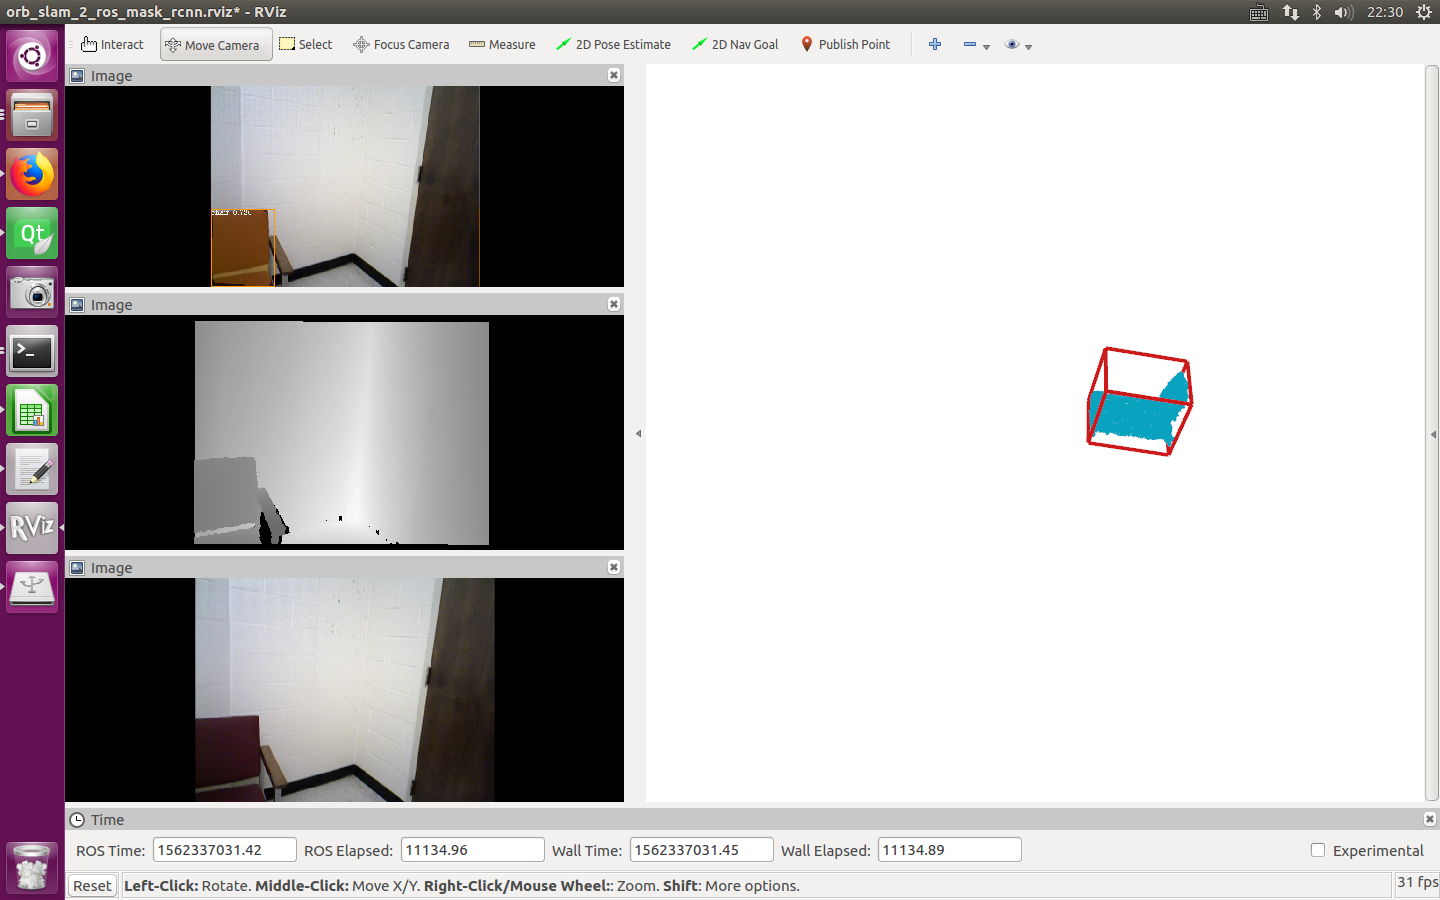 orb_slam_2_ros_mask_rcnn.rviz* - RViz
22:30
Interact
Move Camera
Select
Focus Camera
Measure
2D Pose Estimate
2D Nav Goal
Publish Point
Image
Image
Image
Qt
>_
RViz
Time
ROS Time: 1562337031.42 ROS Elapsed: 11134.96 Wall Time: 1562337031.45 Wall Elapsed: 11134.89 Experimental
Reset Left-Click: Rotate. Middle-Click: Move X/Y. Right-Click/Mouse Wheel:: Zoom. Shift: More options. 31 fps